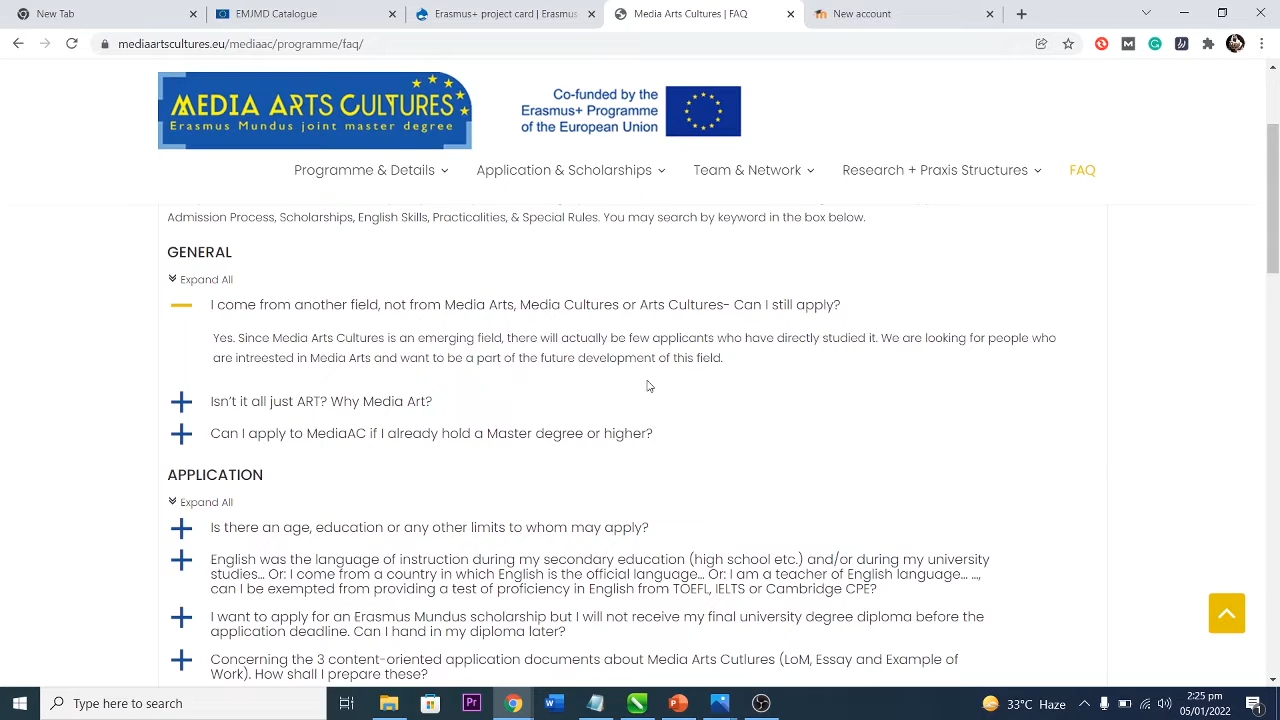 New Tab
EMJMD Catalogue
Erasmus+ project card | Erasmus
Media Arts Cultures | FAQ
New account
mediaartscultures.eu/mediaac/programme/faq/
MEDIA ARTS CULTURES
Erasmus Mundus joint master degree
Co-funded by the
Erasmus+ Programme
of the European Union
Programme & Details
Application & Scholarships
Team & Network
Research + Praxis Structures
FAQ
Admission Process, Scholarships, English Skills, Practicalities, & Special Rules. You may search by keyword in the box below.
GENERAL
Expand All
I come from another field, not from Media Arts, Media Cultures or Arts Cultures- Can I still apply?
Yes. Since Media Arts Cultures is an emerging field, there will actually be few applicants who have directly studied it. We are looking for people who
are intreested in Media Arts and want to be a part of the future development of this field.
Isn't it all just ART? Why Media Art?
Can I apply to MediaAC if I already hold a Master degree or higher?
APPLICATION
Expand All
Is there an age, education or any other limits to whom may apply?
English was the language of instruction during my secondary education (high school etc.) and/or during my university
studies... Or: I come from a country in which English is the official language... Or: I am a teacher of English language... ...,
can I be exempted from providing a test of proficiency in English from TOEFL, IELTS or Cambridge CPE?
I want to apply for an Erasmus Mundus scholarship but I will not receive my final university degree diploma before the
application deadline. Can I hand in my diploma later?
Concerning the 3 content-oriented application documents about Media Arts Cutlures (LoM, Essay and Example of
Work). How shall I prepare these?
Type here to search
33°C Haze
2:25 pm
05/01/2022